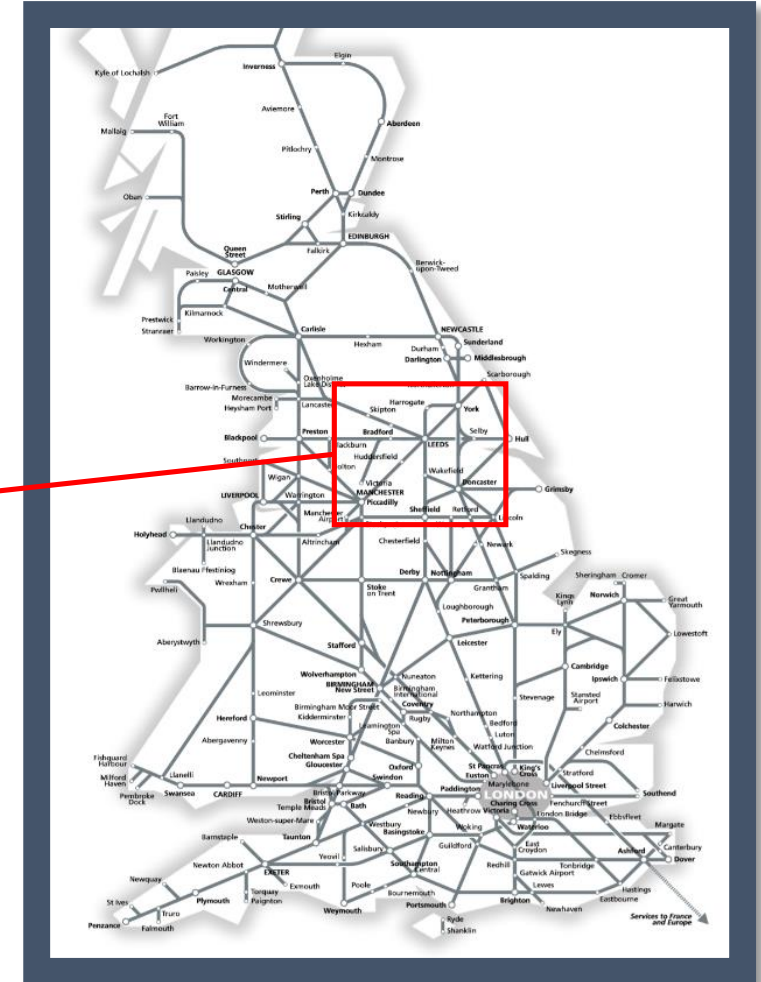 Elgin
Inverness
Kyle of Lochalsh
Aviemore
Fort
William
Mallaig
Aberdeen
Pitlochry
Montrose
Perth
Dundee
Oban
Stirling
Kirkcaldy
EDINBURGH
Queen
Street
Falkirk
Berwick-
upon-Tweed
Paisley
GLASGOW
Central
Motherwell
Prestwick
Kilmarnock
Stranraer
Carlisle
NEWCASTLE
Workington
Hexham
Sunderland
Durham
Darlington
Middlesbrough
Windermere
Scarborough
Oxenholme
Lake District
Barrow-in-Furness
Morecambe
Lancaster
Heysham Port
Harrogate
York
Skipton
Blackpool
Preston
Bradford
Selby
Hull
Blackburn
LEEDS
Huddersfield
Bolton
Wakefield
Wigan
Victoria
Doncaster
MANCHESTER
Piccadilly
LIVERPOOL
Warrington
Grimsby
Manchester
Airport
Sheffield
Retford
Lincoln
Llandudno
Chester
Holyhead
Llandudno
Junction
Altrincham
Chesterfield
Newark
Skegness
Blaenau Ffestiniog
Wrexham
Crewe
Derby
Nottingham
Spalding
Sheringham
Cromer
Pwllheli
Stoke
on Trent
Grantham
Kings
Lynn
Norwich
Great
Yarmouth
Loughborough
Shrewsbury
Peterborough
Ely
Lowestoft
Aberystwyth
Stafford
Leicester
Wolverhampton
BIRMINGHAM
New Street
Nuneaton
Kettering
Cambridge
Ipswich
Felixstowe
Birmingham
International
Leominster
Coventry
Stevenage
Stansted
Airport
Harwich
Birmingham Moor Street
Kidderminster
Rugby
Northampton
Hereford
Leamington
Spa
Bedford
Colchester
Abergavenny
Worcester
Banbury
Milton
Keynes
Luton
Watford Junction
Chelmsford
Fishguard
Harbour
Cheltenham Spa
Gloucester
Oxford
St Pancras
Euston
King's
Cross
Stratford
Milford
Haven
Llanelli
Swindon
Marylebone
Liverpool Street
Pembroke
Dock
Swansea
CARDIFF
Newport
Bristol Parkway
Bristol
Temple Meads
Bath
Reading
Paddington
LONDON
Southend
Fenchurch Street
Newbury
Heathrow
Victoria
Charing Cross
London Bridge
Ebbsfleet
Weston-super-Mare
Westbury
Basingstoke
Woking
Waterloo
Margate
Barnstaple
Taunton
Salisbury
Guildford
East
Croydon
Canterbury
Yeovil
Newton Abbot
EXETER
Southampton
Central
Redhill
Tonbridge
Ashford
Dover
Gatwick Airport
Newquay
Exmouth
Poole
Bournemouth
Lewes
Hastings
Eastbourne
St Ives
Truro
Plymouth
Torquay
Paignton
Weymouth
Portsmouth
Brighton
Newhaven
Penzance
Falmouth
Ryde
Shanklin
Services to France
and Europe